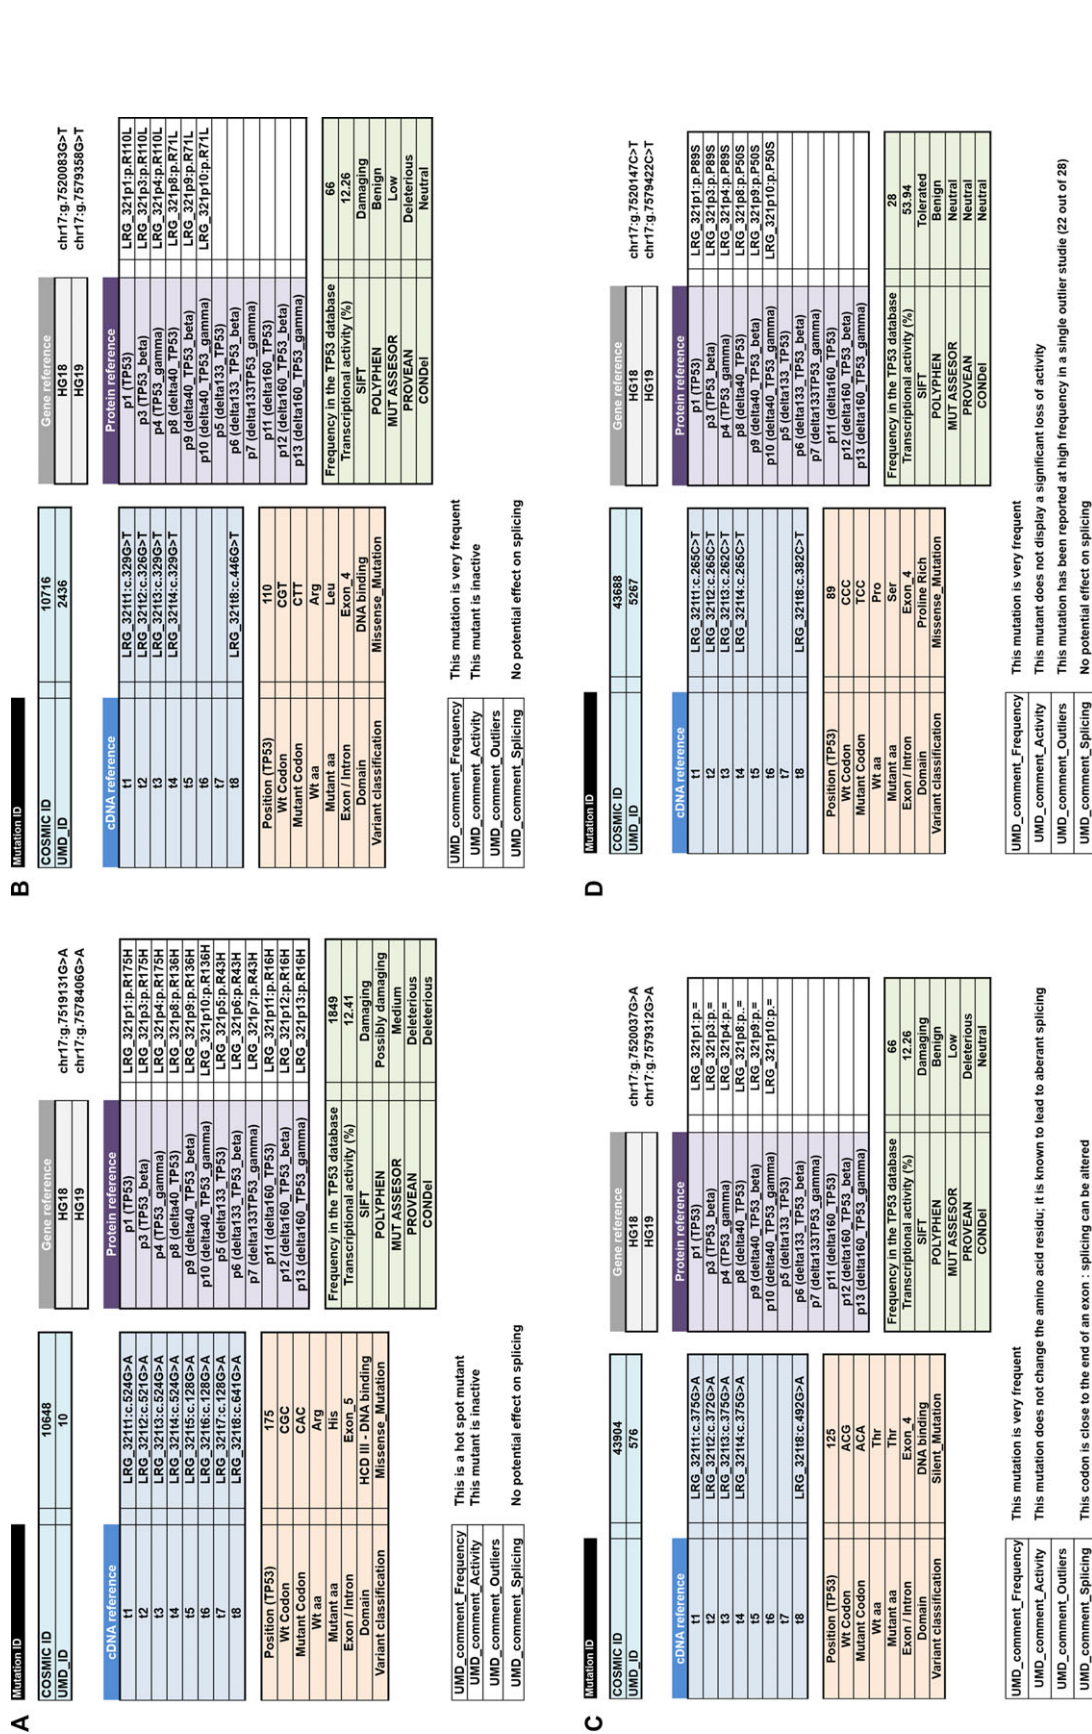 A
Mutation ID
COSMIC ID 10648
UMD_ID 10
Gene reference
HG18 chr17:g.7519131G>A
HG19 chr17:g.7578406G>A
cDNA reference
t1 LRG_321t1:c.524G>A
t2 LRG_321t2:c.521G>A
t3 LRG_321t3:c.524G>A
t4 LRG_321t4:c.524G>A
t5 LRG_321t5:c.128G>A
t6 LRG_321t6:c.128G>A
t7 LRG_321t7:c.128G>A
t8 LRG_321t8:c.641G>A
Protein reference
p1 (TP53) LRG_321p1:p.R175H
p3 (TP53_beta) LRG_321p3:p.R175H
p4 (TP53_gamma) LRG_321p4:p.R175H
p8 (delta40_TP53) LRG_321p8:p.R136H
p9 (delta40_TP53_beta) LRG_321p9:p.R136H
p10 (delta40_TP53_gamma) LRG_321p10:p.R136H
p5 (delta133_TP53) LRG_321p5:p.R43H
p6 (delta133_TP53_beta) LRG_321p6:p.R43H
p7 (delta133TP53_gamma) LRG_321p7:p.R43H
p11 (delta160_TP53) LRG_321p11:p.R16H
p12 (delta160_TP53_beta) LRG_321p12:p.R16H
p13 (delta160_TP53_gamma) LRG_321p13:p.R16H
Position (TP53) 175
Wt Codon CGC
Mutant Codon CAC
Wt aa Arg
Mutant aa His
Exon / Intron Exon_5
Domain HCD III - DNA binding
Variant classification Missense_Mutation
Frequency in the TP53 database 1849
Transcriptional activity (%) 12.41
SIFT Damaging
POLYPHEN Possibly damaging
MUT ASSESOR Medium
PROVEAN Deleterious
CONDel Deleterious
UMD_comment_Frequency This is a hot spot mutant
UMD_comment_Activity This mutant is inactive
UMD_comment_Outliers
UMD_comment_Splicing No potential effect on splicing
B
Mutation ID
COSMIC ID 10716
UMD_ID 2436
Gene reference
HG18 chr17:g.7520083G>T
HG19 chr17:g.7579358G>T
cDNA reference
t1 LRG_321t1:c.329G>T
t2 LRG_321t2:c.326G>T
t3 LRG_321t3:c.329G>T
t4 LRG_321t4:c.329G>T
t5
t6
t7
t8 LRG_321t8:c.446G>T
Protein reference
p1 (TP53) LRG_321p1:p.R110L
p3 (TP53_beta) LRG_321p3:p.R110L
p4 (TP53_gamma) LRG_321p4:p.R110L
p8 (delta40_TP53) LRG_321p8:p.R71L
p9 (delta40_TP53_beta) LRG_321p9:p.R71L
p10 (delta40_TP53_gamma) LRG_321p10:p.R71L
p5 (delta133_TP53)
p6 (delta133_TP53_beta)
p7 (delta133TP53_gamma)
p11 (delta160_TP53)
p12 (delta160_TP53_beta)
p13 (delta160_TP53_gamma)
Position (TP53) 110
Wt Codon CGT
Mutant Codon CTT
Wt aa Arg
Mutant aa Leu
Exon / Intron Exon_4
Domain DNA binding
Variant classification Missense_Mutation
Frequency in the TP53 database 66
Transcriptional activity (%) 12.26
SIFT Damaging
POLYPHEN Benign
MUT ASSESOR Low
PROVEAN Deleterious
CONDel Neutral
UMD_comment_Frequency This mutation is very frequent
UMD_comment_Activity This mutant is inactive
UMD_comment_Outliers
UMD_comment_Splicing No potential effect on splicing
C
Mutation ID
COSMIC ID 43904
UMD_ID 576
Gene reference
HG18 chr17:g.7520037G>A
HG19 chr17:g.7579312G>A
cDNA reference
t1 LRG_321t1:c.375G>A
t2 LRG_321t2:c.372G>A
t3 LRG_321t3:c.375G>A
t4 LRG_321t4:c.375G>A
t5
t6
t7
t8 LRG_321t8:c.492G>A
Protein reference
p1 (TP53) LRG_321p1:p.=
p3 (TP53_beta) LRG_321p3:p.=
p4 (TP53_gamma) LRG_321p4:p.=
p8 (delta40_TP53) LRG_321p8:p.=
p9 (delta40_TP53_beta) LRG_321p9:p.=
p10 (delta40_TP53_gamma) LRG_321p10:p.=
p5 (delta133_TP53)
p6 (delta133_TP53_beta)
p7 (delta133TP53_gamma)
p11 (delta160_TP53)
p12 (delta160_TP53_beta)
p13 (delta160_TP53_gamma)
Position (TP53) 125
Wt Codon ACG
Mutant Codon ACA
Wt aa Thr
Mutant aa Thr
Exon / Intron Exon_4
Domain DNA binding
Variant classification Silent_Mutation
Frequency in the TP53 database 66
Transcriptional activity (%) 12.26
SIFT Damaging
POLYPHEN Benign
MUT ASSESOR Low
PROVEAN Deleterious
CONDel Neutral
UMD_comment_Frequency This mutation is very frequent
UMD_comment_Activity This mutation does not change the amino acid residu; it is known to lead to aberant splicing
UMD_comment_Outliers
UMD_comment_Splicing This codon is close to the end of an exon : splicing can be altered
D
Mutation ID
COSMIC ID 43688
UMD_ID 5267
Gene reference
HG18 chr17:g.7520147C>T
HG19 chr17:g.7579422C>T
cDNA reference
t1 LRG_321t1:c.265C>T
t2 LRG_321t2:c.265C>T
t3 LRG_321t3:c.262C>T
t4 LRG_321t4:c.265C>T
t5
t6
t7
t8 LRG_321t8:c.382C>T
Protein reference
p1 (TP53) LRG_321p1:p.P89S
p3 (TP53_beta) LRG_321p3:p.P89S
p4 (TP53_gamma) LRG_321p4:p.P89S
p8 (delta40_TP53) LRG_321p8:p.P50S
p9 (delta40_TP53_beta) LRG_321p9:p.P50S
p10 (delta40_TP53_gamma) LRG_321p10:p.P50S
p5 (delta133_TP53)
p6 (delta133_TP53_beta)
p7 (delta133TP53_gamma)
p11 (delta160_TP53)
p12 (delta160_TP53_beta)
p13 (delta160_TP53_gamma)
Position (TP53) 89
Wt Codon CCC
Mutant Codon TCC
Wt aa Pro
Mutant aa Ser
Exon / Intron Exon_4
Domain Proline Rich
Variant classification Missense_Mutation
Frequency in the TP53 database 28
Transcriptional activity (%) 53.94
SIFT Tolerated
POLYPHEN Benign
MUT ASSESOR Neutral
PROVEAN Neutral
CONDel Neutral
UMD_comment_Frequency This mutation is very frequent
UMD_comment_Activity This mutant does not display a significant loss of activity
UMD_comment_Outliers This mutation has been reported at high frequency in a single outlier studie (22 out of 28)
UMD_comment_Splicing No potential effect on splicing